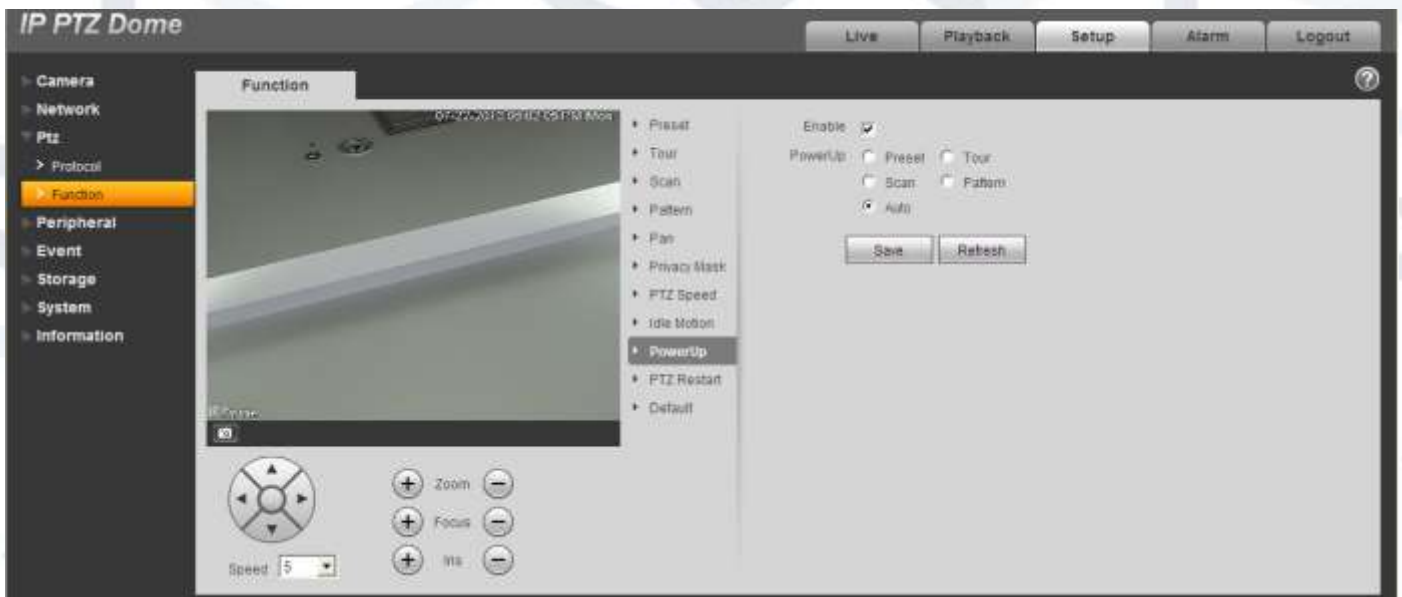 IP PTZ Dome
Live
Playback
Setup
Alarm
Logout
Camera
Network
Ptz
> Protocol
> Function
Peripheral
Event
Storage
System
Information
Function
IP Dome
Preset
Tour
Scan
Pattern
Pan
Privacy Mask
PTZ Speed
Idle Motion
PowerUp
PTZ Restart
Default
Enable
PowerUp Preset Tour
Scan Pattern
Auto
Save Refresh
Zoom
Focus
Iris
Speed 5